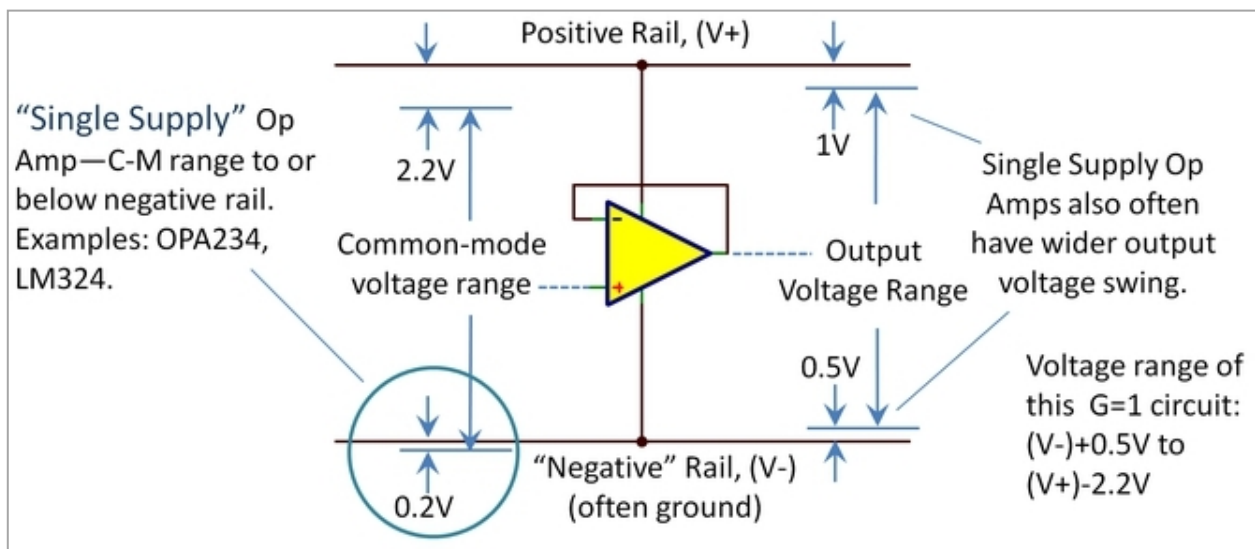 Positive Rail, (V+)
“Single Supply” Op
Amp—C-M range to or
below negative rail.
Examples: OPA234,
LM324.
2.2V
Common-mode
voltage range
0.2V
-
+
“Negative” Rail, (V-)
(often ground)
1V
Output
Voltage Range
0.5V
Single Supply Op
Amps also often
have wider output
voltage swing.
Voltage range of
this G=1 circuit:
(V-)+0.5V to
(V+)-2.2V